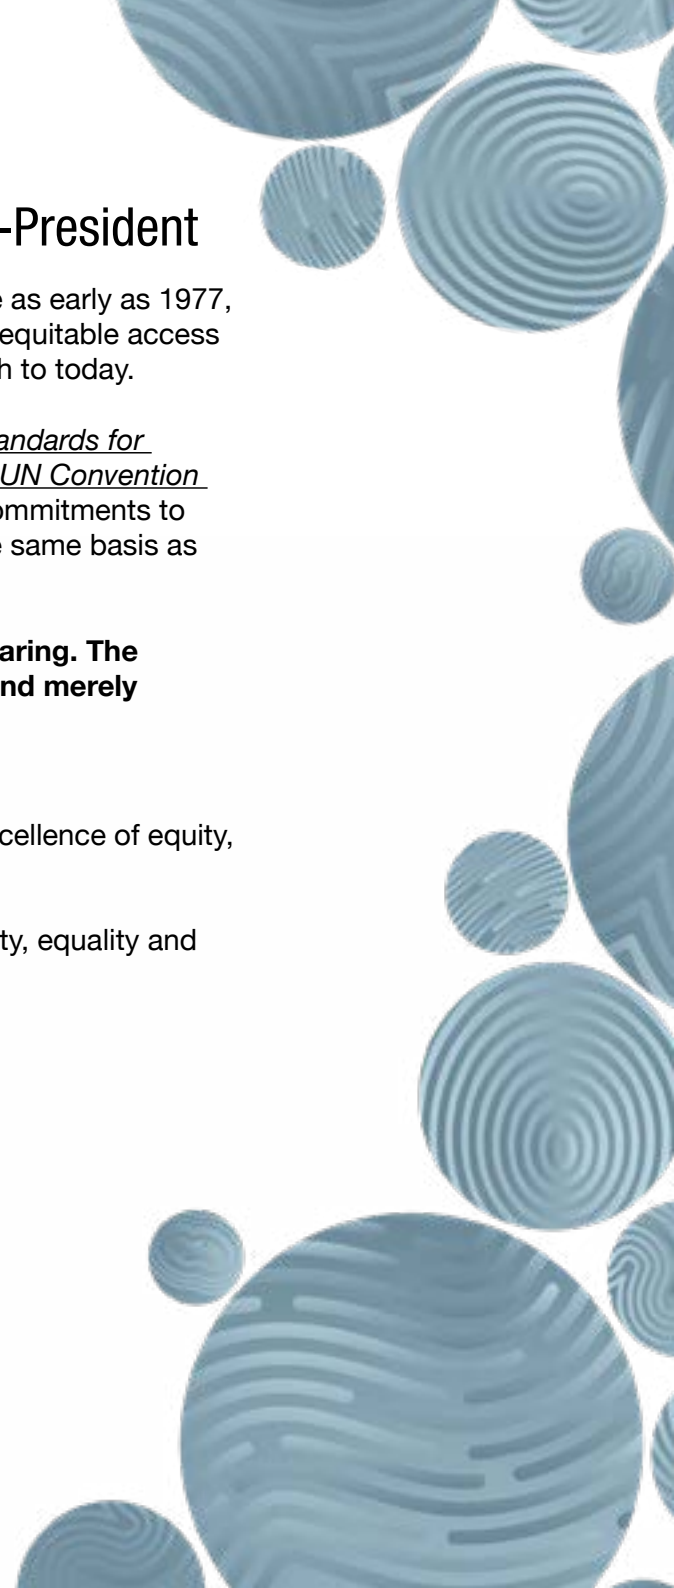 -President
e as early as 1977,
equitable access
h to today.
andards for
UN Convention
ommitments to
e same basis as
aring. The
nd merely
cellence of equity,
ty, equality and